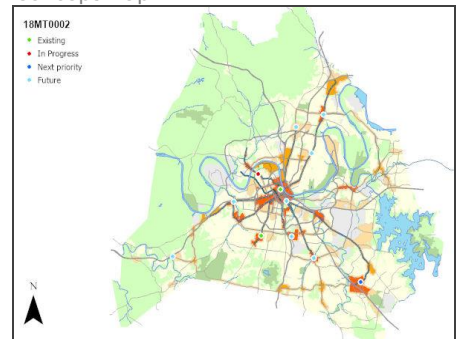 18MT0002
Existing
In Progress
Next priority
Future
N